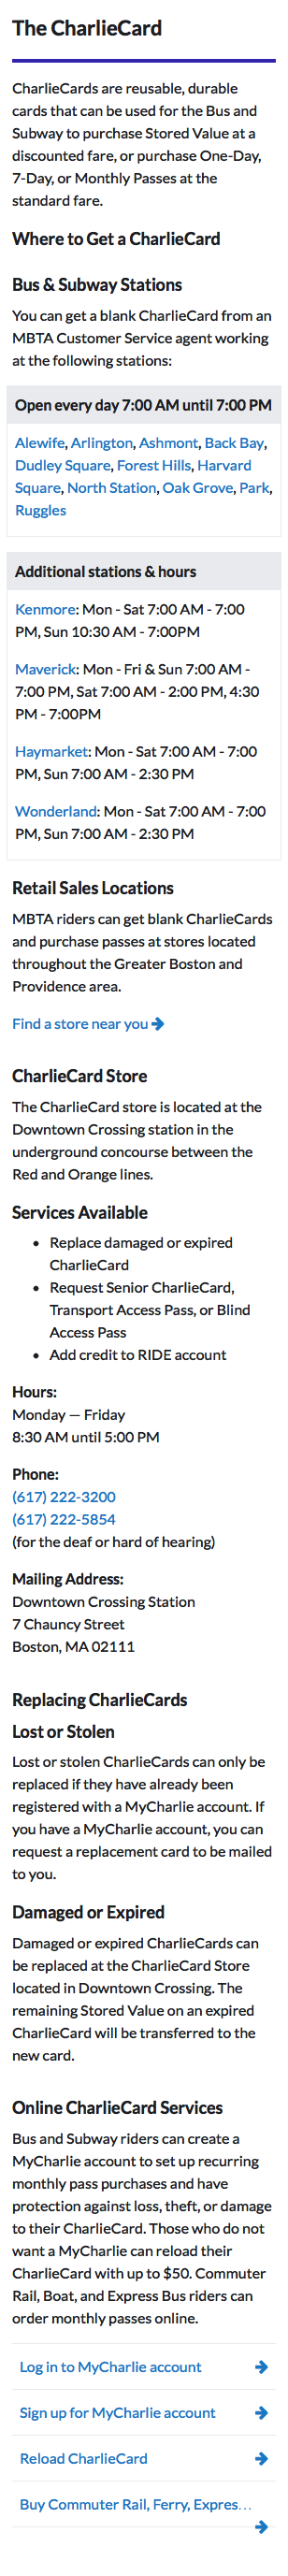 The CharlieCard
CharlieCards are reusable, durable
cards that can be used for the Bus and
Subway to purchase Stored Value at a
discounted fare, or purchase One-Day,
7-Day, or Monthly Passes at the
standard fare.
Where to Get a CharlieCard
Bus & Subway Stations
You can get a blank CharlieCard from an
MBTA Customer Service agent working
at the following stations:
Open every day 7:00 AM until 7:00 PM
Alewife, Arlington, Ashmont, Back Bay,
Dudley Square, Forest Hills, Harvard
Square, North Station, Oak Grove, Park,
Ruggles
Additional stations & hours
Kenmore: Mon - Sat 7:00 AM - 7:00
PM, Sun 10:30 AM - 7:00PM
Maverick: Mon - Fri & Sun 7:00 AM -
7:00 PM, Sat 7:00 AM - 2:00 PM, 4:30
PM - 7:00PM
Haymarket: Mon - Sat 7:00 AM - 7:00
PM, Sun 7:00 AM - 2:30 PM
Wonderland: Mon - Sat 7:00 AM - 7:00
PM, Sun 7:00 AM - 2:30 PM
Retail Sales Locations
MBTA riders can get blank CharlieCards
and purchase passes at stores located
throughout the Greater Boston and
Providence area.
Find a store near you
CharlieCard Store
The CharlieCard store is located at the
Downtown Crossing station in the
underground concourse between the
Red and Orange lines.
Services Available
• Replace damaged or expired
CharlieCard
• Request Senior CharlieCard,
Transport Access Pass, or Blind
Access Pass
• Add credit to RIDE account
Hours:
Monday — Friday
8:30 AM until 5:00 PM
Phone:
(617) 222-3200
(617) 222-5854
(for the deaf or hard of hearing)
Mailing Address:
Downtown Crossing Station
7 Chauncy Street
Boston, MA 02111
Replacing CharlieCards
Lost or Stolen
Lost or stolen CharlieCards can only be
replaced if they have already been
registered with a MyCharlie account. If
you have a MyCharlie account, you can
request a replacement card to be mailed
to you.
Damaged or Expired
Damaged or expired CharlieCards can
be replaced at the CharlieCard Store
located in Downtown Crossing. The
remaining Stored Value on an expired
CharlieCard will be transferred to the
new card.
Online CharlieCard Services
Bus and Subway riders can create a
MyCharlie account to set up recurring
monthly pass purchases and have
protection against loss, theft, or damage
to their CharlieCard. Those who do not
want a MyCharlie can reload their
CharlieCard with up to $50. Commuter
Rail, Boat, and Express Bus riders can
order monthly passes online.
Log in to MyCharlie account
Sign up for MyCharlie account
Reload CharlieCard
Buy Commuter Rail, Ferry, Expres…